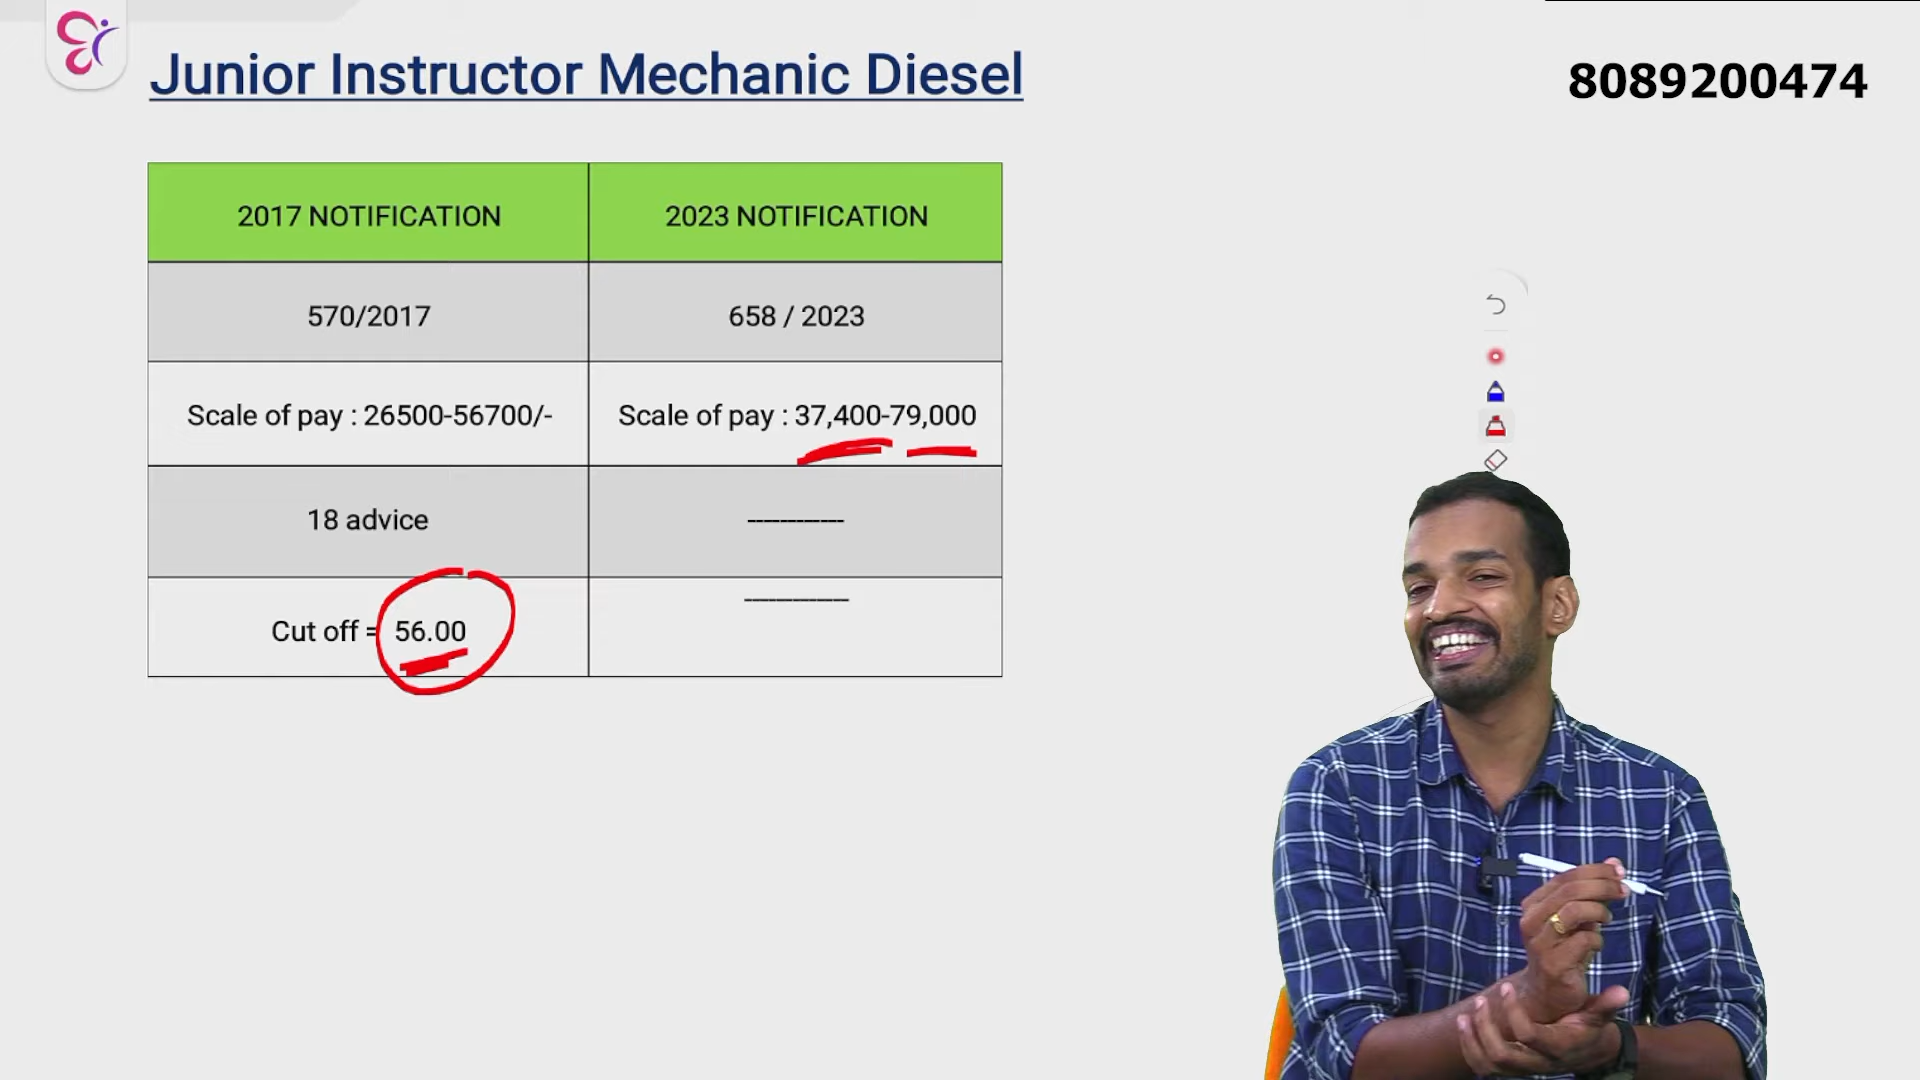 Junior Instructor Mechanic Diesel
8089200474
2017 NOTIFICATION
2023 NOTIFICATION
570/2017
658 / 2023
Scale of pay : 26500-56700/-
Scale of pay : 37,400-79,000
18 advice
------------
Cut off = 56.00
-------------